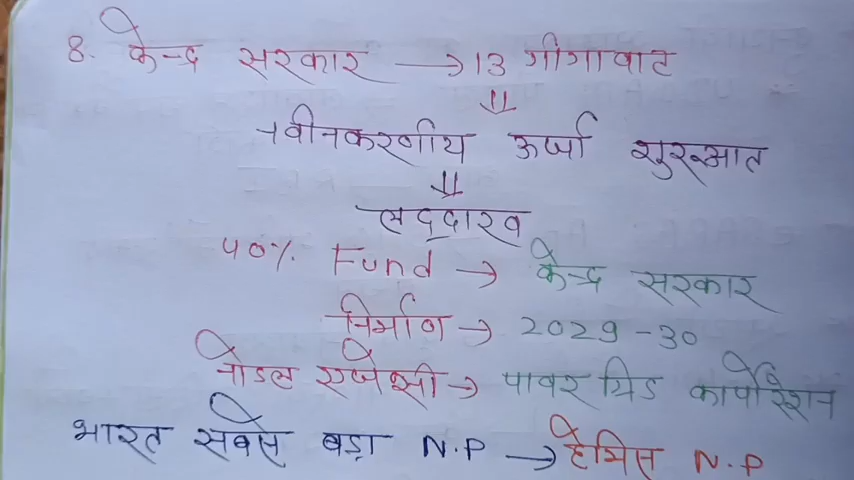 8. केन्द्र सरकार → 13 गीगावाट
⇓
नवीनकरणीय ऊर्जा शुरुआत
⇓
लद्दाख
40% Fund → केन्द्र सरकार
निर्माण → 2029-30
नोडल एजेन्सी → पावर ग्रिड कार्पोरेशन
भारत सबसे बड़ा N.P → हेमिस N.P